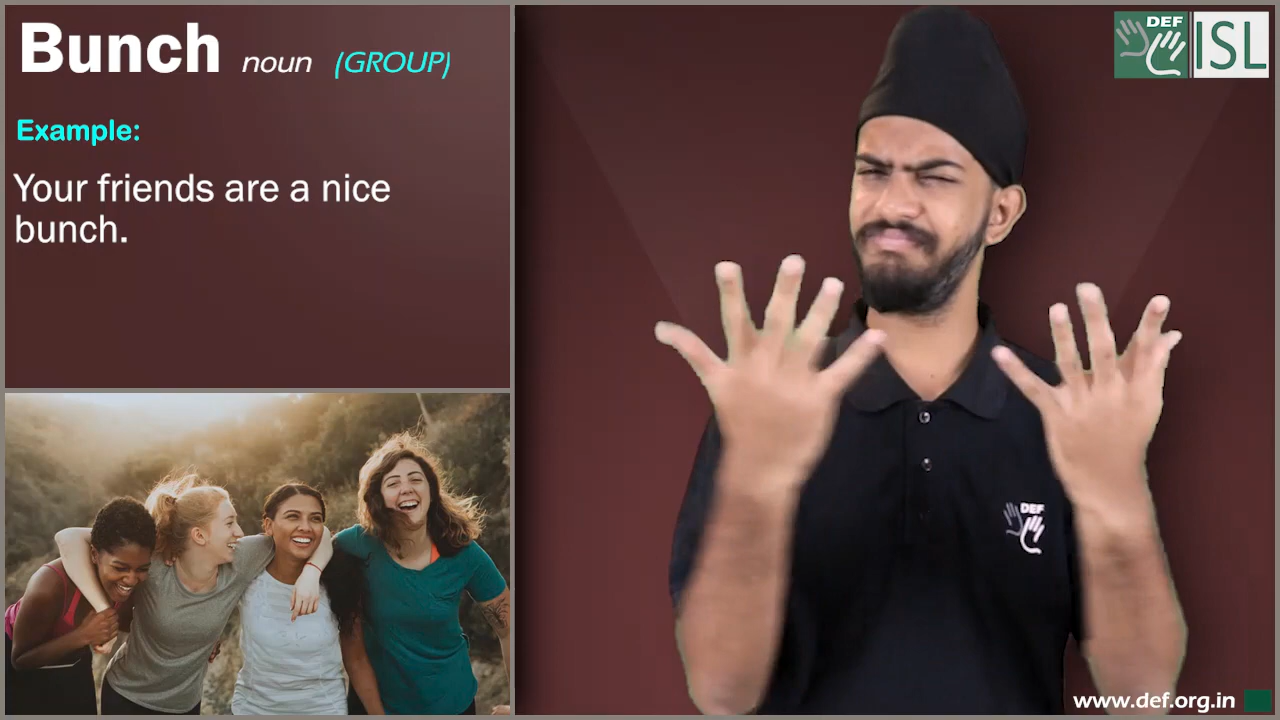 Bunch noun (GROUP)
Example:
Your friends are a nice
bunch.
DEF
ISL
DEF
www.def.org.in